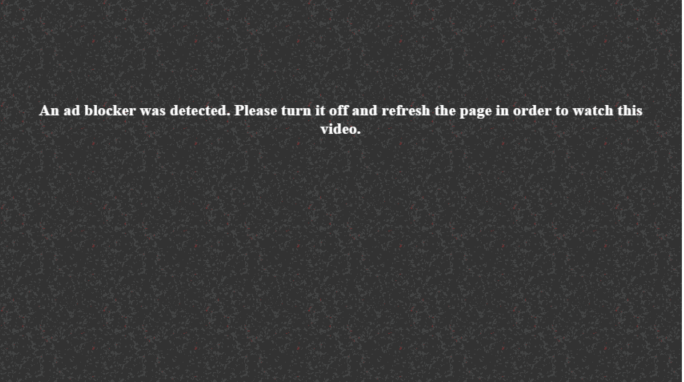 An ad blocker was detected. Please turn it off and refresh the page in order to watch this
video.